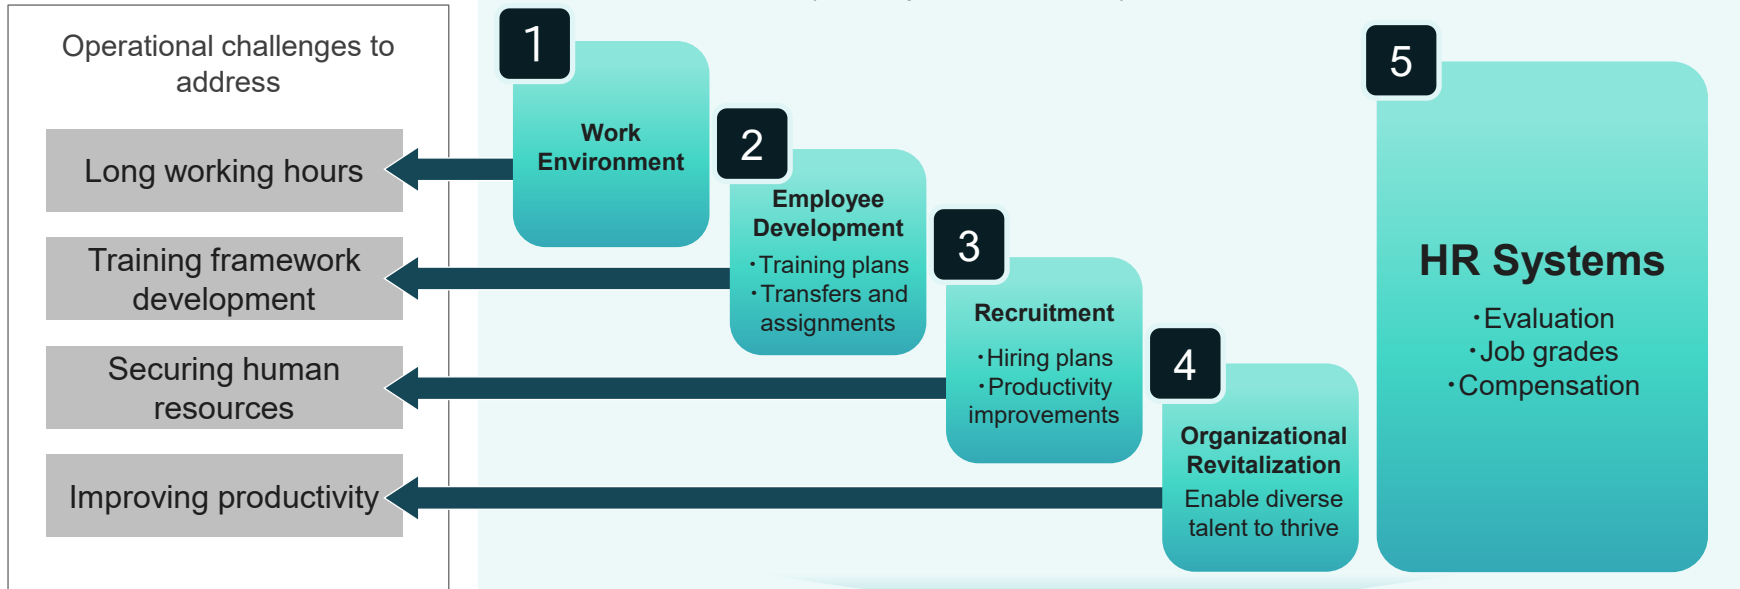 Operational challenges to
address
Long working hours
Training framework
development
Securing human
resources
Improving productivity
1
Work
Environment
2
Employee
Development
・Training plans
・Transfers and
assignments
3
Recruitment
・Hiring plans
・Productivity
improvements
4
Organizational
Revitalization
Enable diverse
talent to thrive
5
HR Systems
・Evaluation
・Job grades
・Compensation